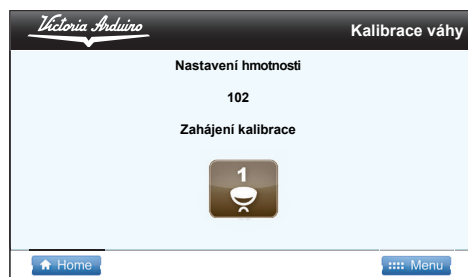 Victoria Arduino
Kalibrace váhy
Nastavení hmotnosti
102
Zahájení kalibrace
1
Home
Menu